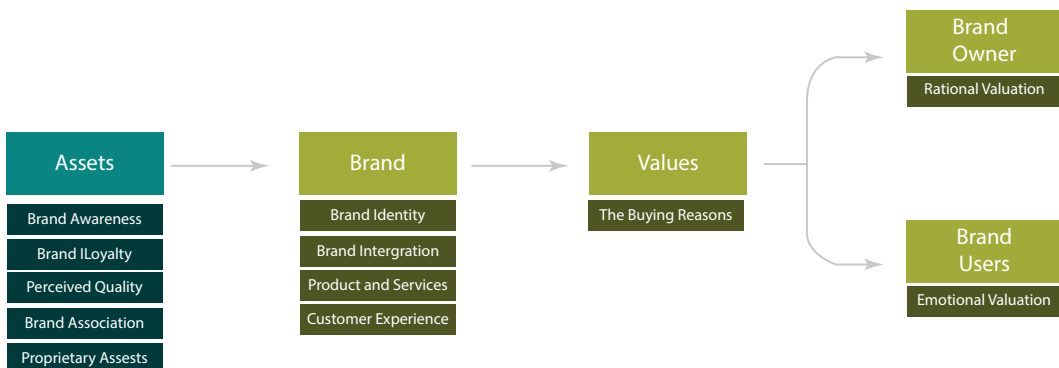 Assets
Brand Awareness
Brand ILoyalty
Perceived Quality
Brand Association
Proprietary Assests
Brand
Brand Identity
Brand Intergration
Product and Services
Customer Experience
Values
The Buying Reasons
Brand
Owner
Rational Valuation
Brand
Users
Emotional Valuation